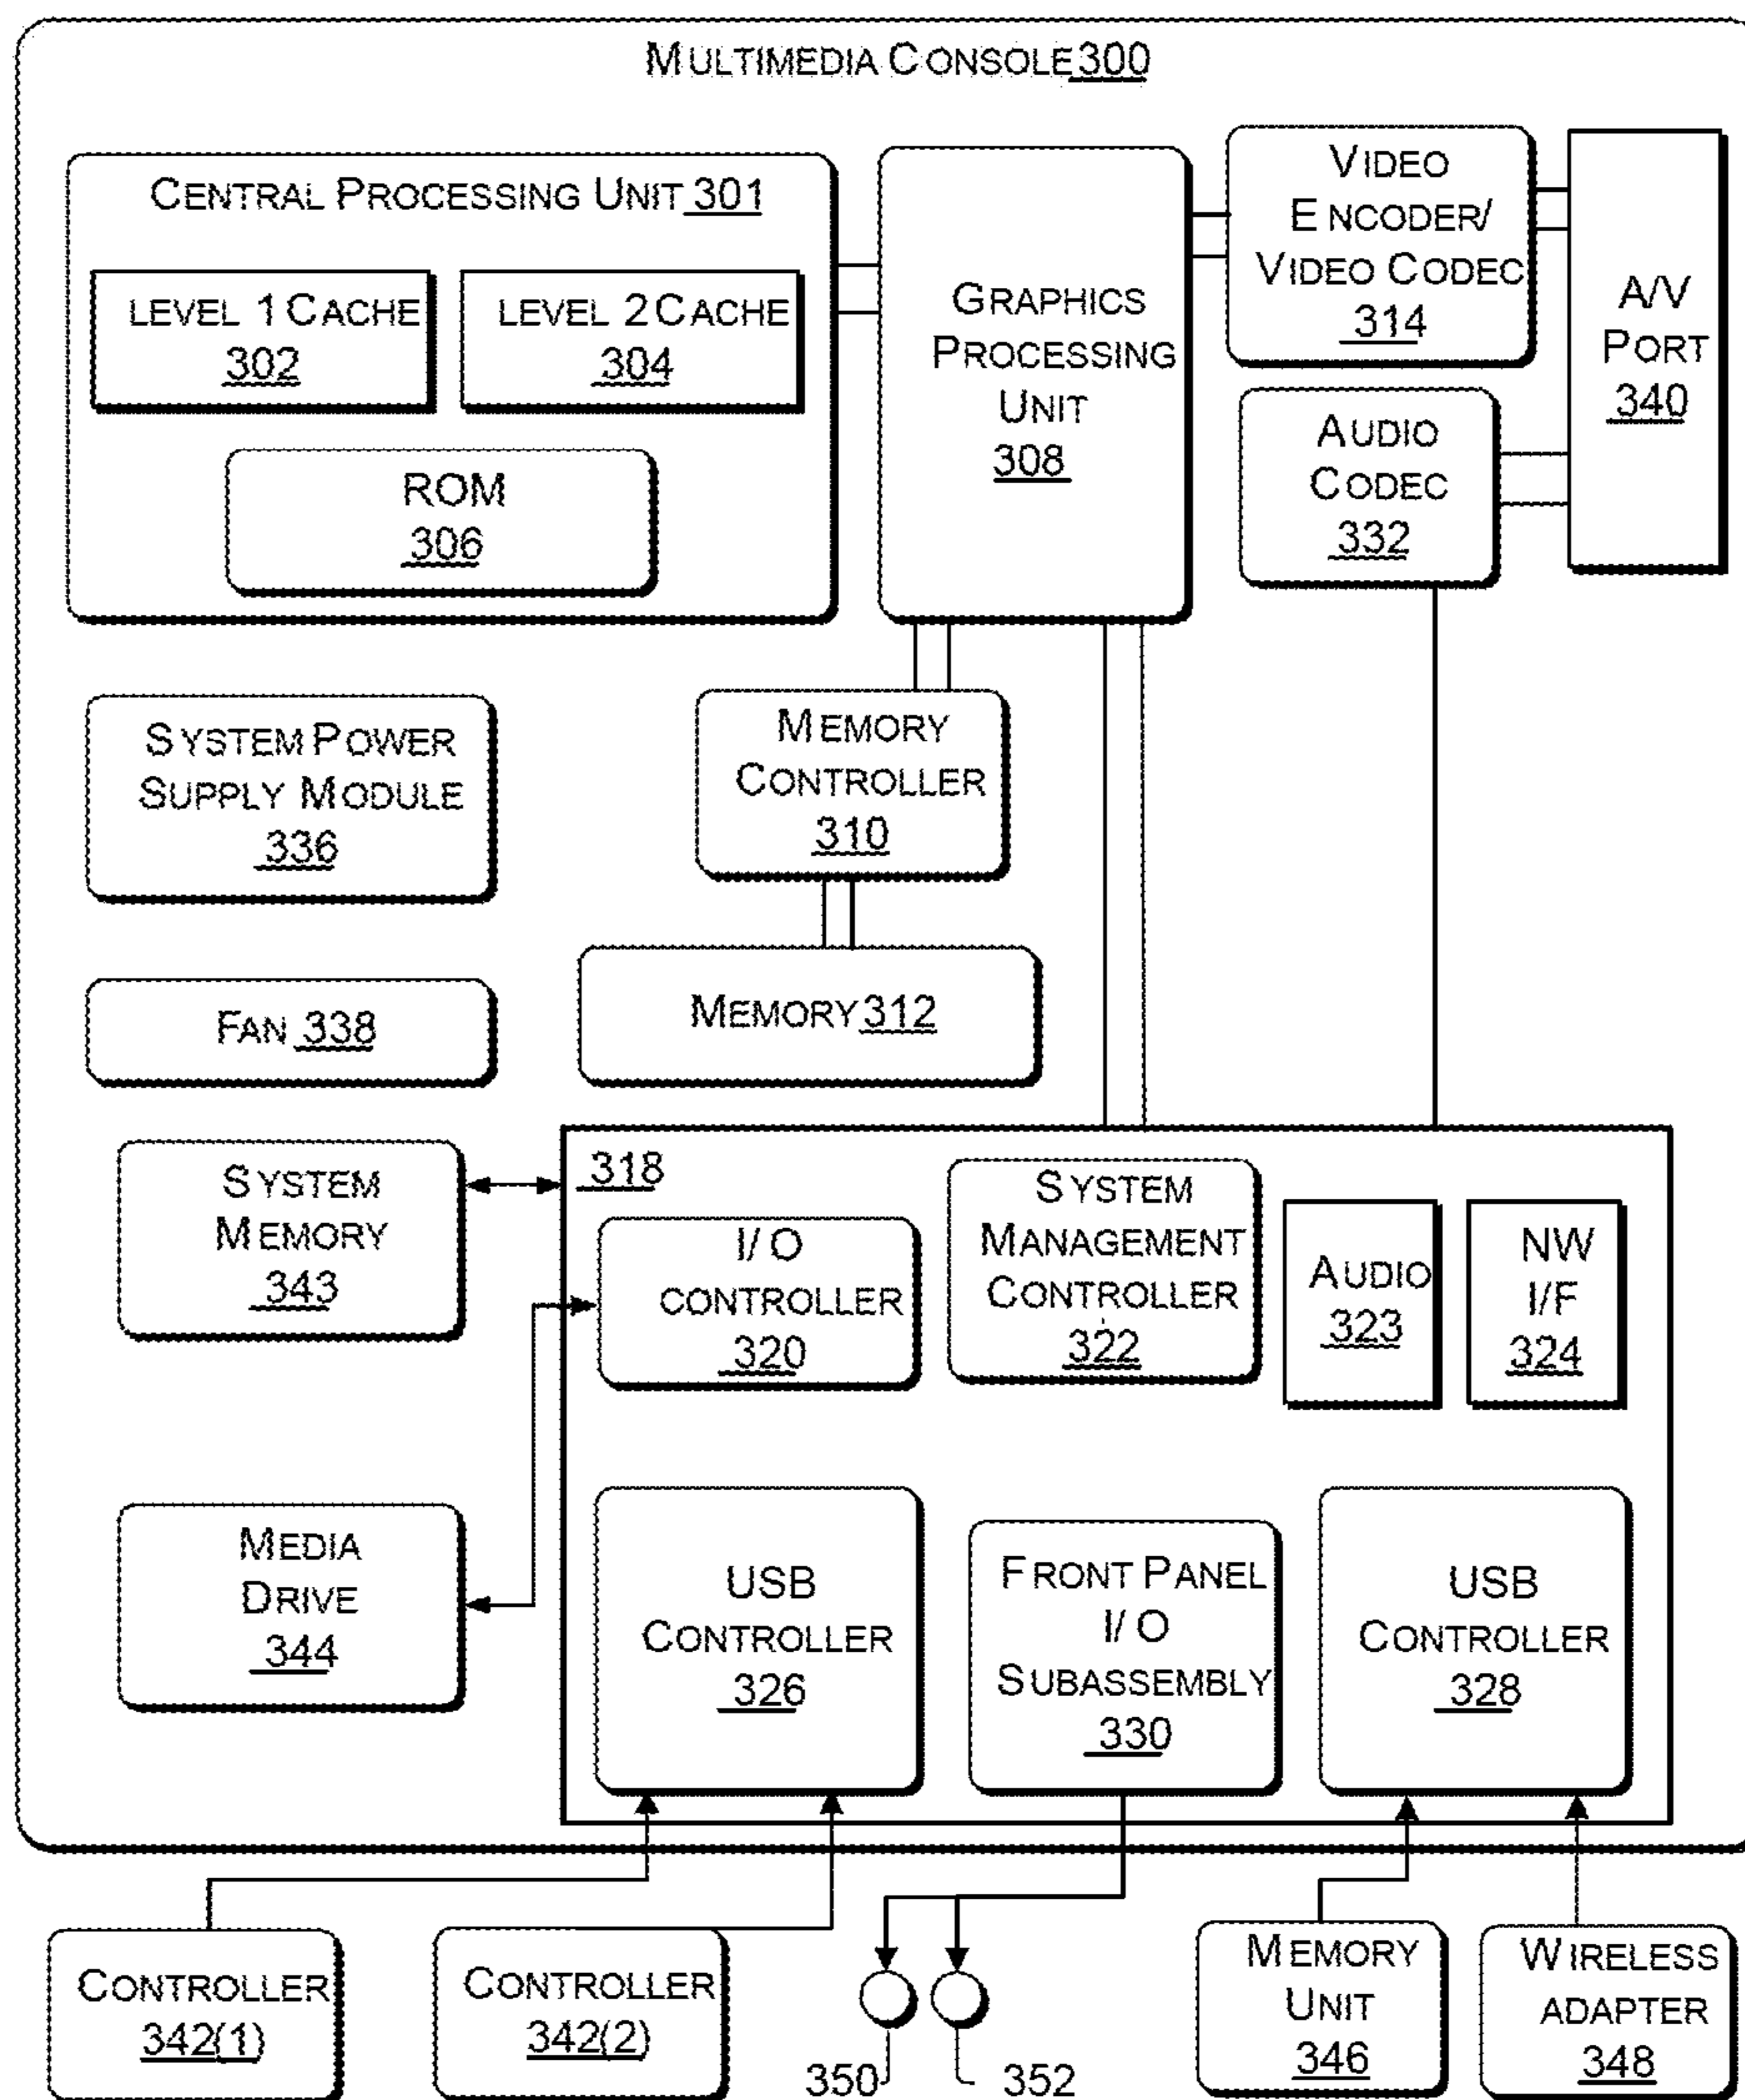 MULTIMEDIA CONSOLE 300
CENTRAL PROCESSING UNIT 301
LEVEL 1 CACHE
302
LEVEL 2 CACHE
304
ROM
306
GRAPHICS
PROCESSING
UNIT
308
VIDEO
ENCODER/
VIDEO CODEC
314
A/V
PORT
340
AUDIO
CODEC
332
SYSTEM POWER
SUPPLY MODULE
336
MEMORY
CONTROLLER
310
FAN 338
MEMORY 312
SYSTEM
MEMORY
343
318
I/O
CONTROLLER
320
SYSTEM
MANAGEMENT
CONTROLLER
322
AUDIO
323
NW
I/F
324
MEDIA
DRIVE
344
USB
CONTROLLER
326
FRONT PANEL
I/O
SUBASSEMBLY
330
USB
CONTROLLER
328
CONTROLLER
342(1)
CONTROLLER
342(2)
350
352
MEMORY
UNIT
346
WIRELESS
ADAPTER
348